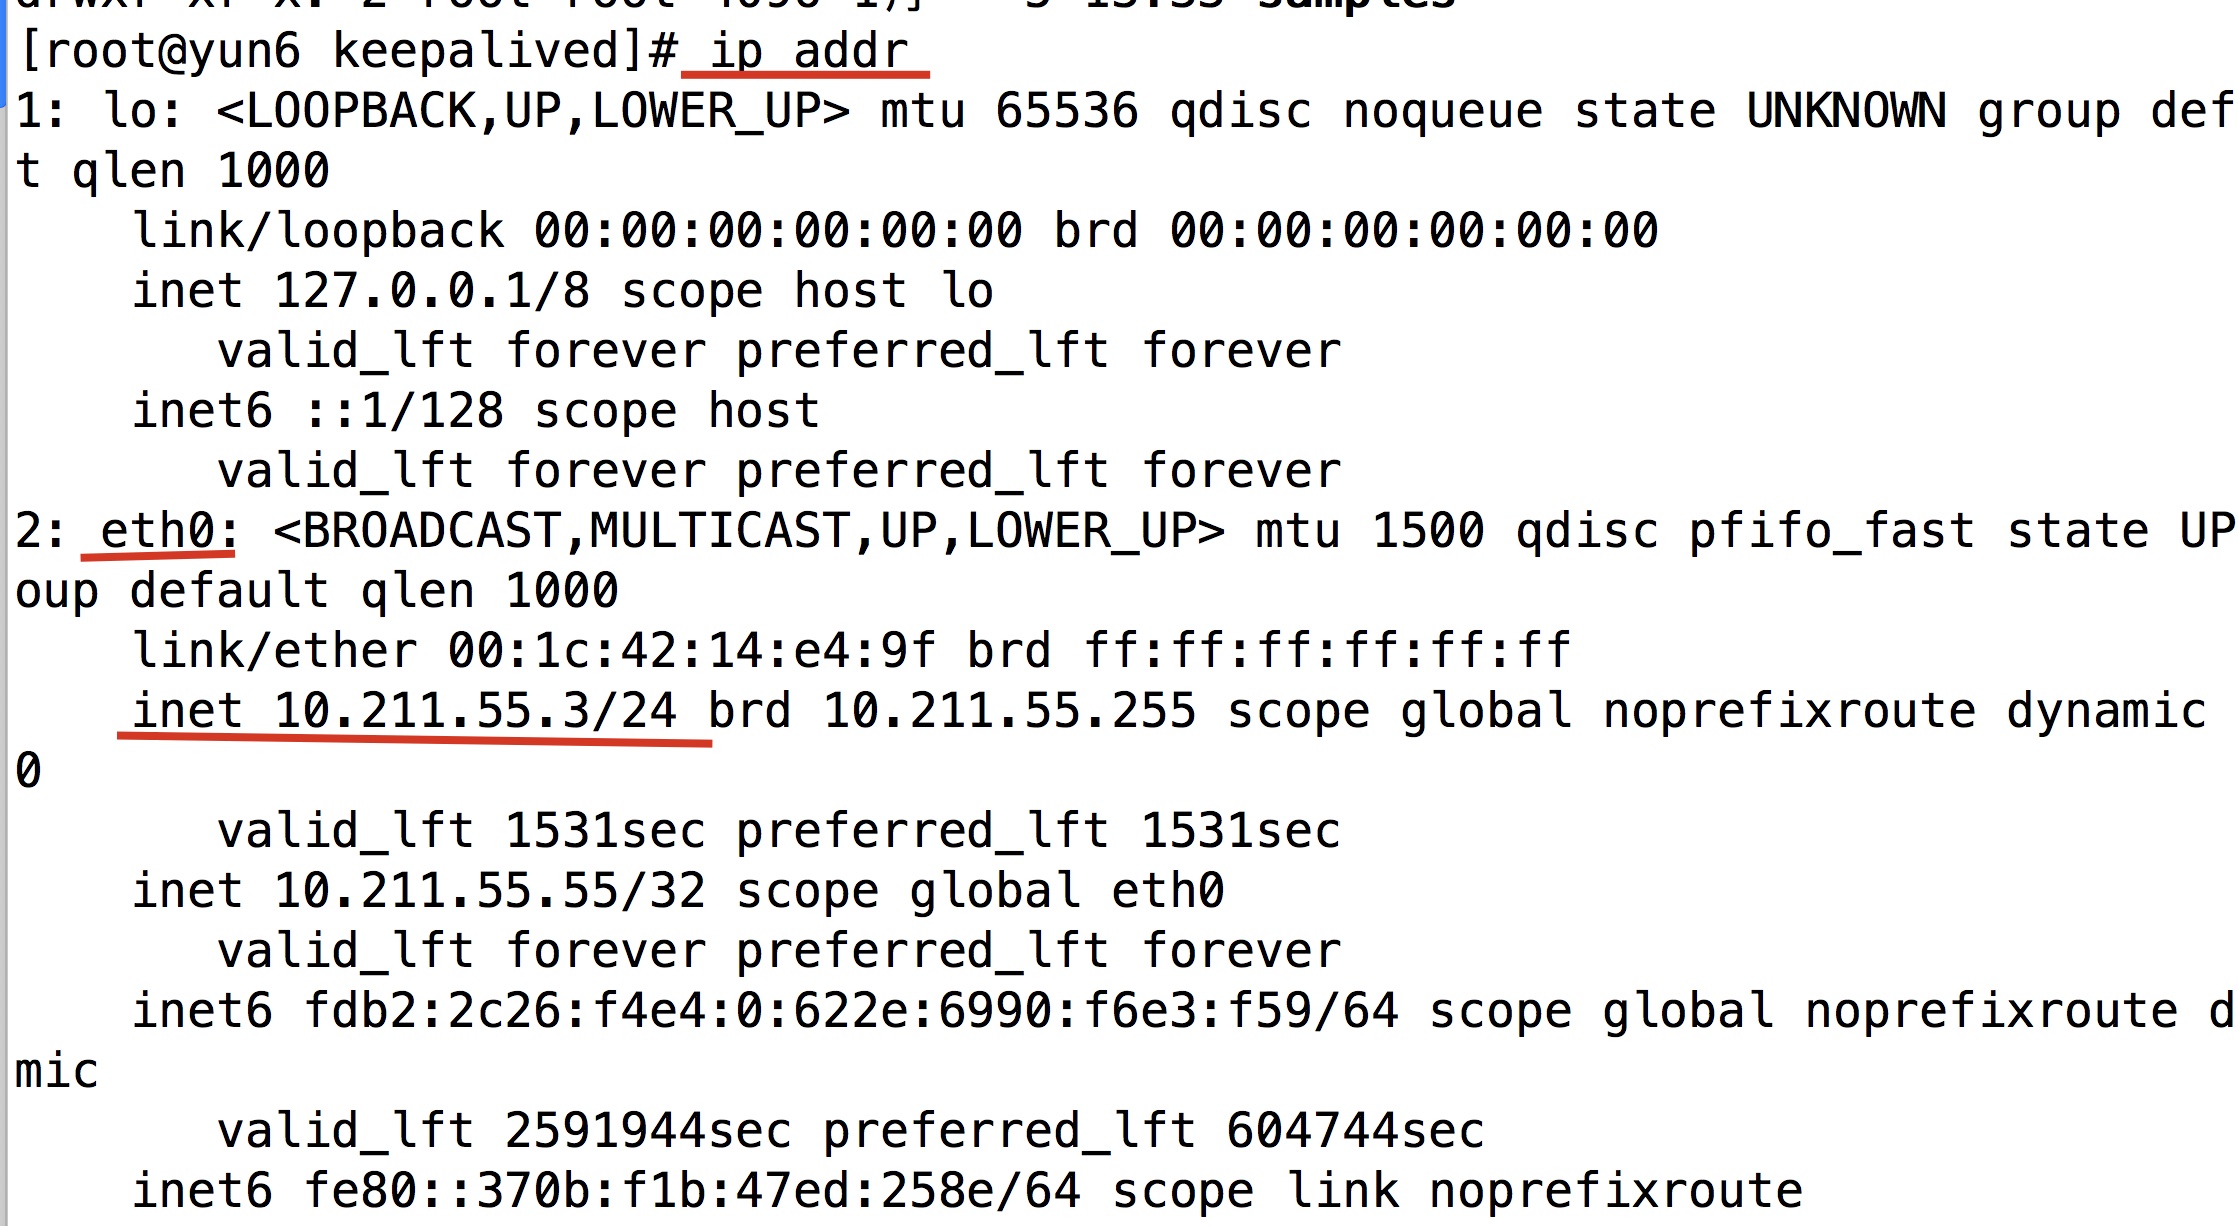 samples
[root@yun6 keepalived]# ip addr
1: lo: <LOOPBACK,UP,LOWER_UP> mtu 65536 qdisc noqueue state UNKNOWN group def
t qlen 1000
link/loopback 00:00:00:00:00:00 brd 00:00:00:00:00:00
inet 127.0.0.1/8 scope host lo
valid_lft forever preferred_lft forever
inet6 ::1/128 scope host
valid_lft forever preferred_lft forever
2: eth0: <BROADCAST,MULTICAST,UP,LOWER_UP> mtu 1500 qdisc pfifo_fast state UP
oup default qlen 1000
link/ether 00:1c:42:14:e4:9f brd ff:ff:ff:ff:ff:ff
inet 10.211.55.3/24 brd 10.211.55.255 scope global noprefixroute dynamic
0
valid_lft 1531sec preferred_lft 1531sec
inet 10.211.55.55/32 scope global eth0
valid_lft forever preferred_lft forever
inet6 fdb2:2c26:f4e4:0:622e:6990:f6e3:f59/64 scope global noprefixroute d
mic
valid_lft 2591944sec preferred_lft 604744sec
inet6 fe80::370b:f1b:47ed:258e/64 scope link noprefixroute